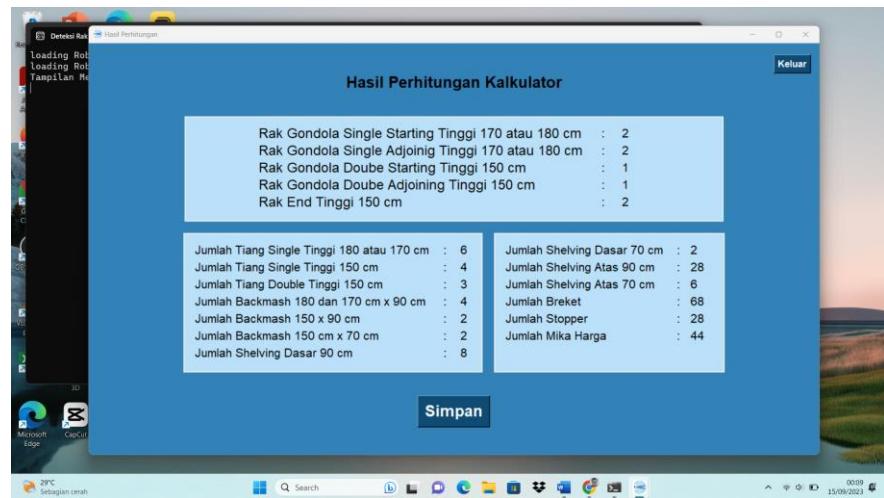 Deteksi Rak
Hasil Perhitungan
loading Rob
loading Rob
Tampilan Me
Keluar
Hasil Perhitungan Kalkulator
Rak Gondola Single Starting Tinggi 170 atau 180 cm : 2
Rak Gondola Single Adjoinig Tinggi 170 atau 180 cm : 2
Rak Gondola Doube Starting Tinggi 150 cm : 1
Rak Gondola Doube Adjoining Tinggi 150 cm : 1
Rak End Tinggi 150 cm : 2
Jumlah Tiang Single Tinggi 180 atau 170 cm : 6
Jumlah Tiang Single Tinggi 150 cm : 4
Jumlah Tiang Double Tinggi 150 cm : 3
Jumlah Backmash 180 dan 170 cm x 90 cm : 4
Jumlah Backmash 150 x 90 cm : 2
Jumlah Backmash 150 cm x 70 cm : 2
Jumlah Shelving Dasar 90 cm : 8
Jumlah Shelving Dasar 70 cm : 2
Jumlah Shelving Atas 90 cm : 28
Jumlah Shelving Atas 70 cm : 6
Jumlah Breket : 68
Jumlah Stopper : 28
Jumlah Mika Harga : 44
Simpan
3D
Microsoft
Edge
CapCut
29°C
Sebagian cerah
Search
00:09
15/09/2023